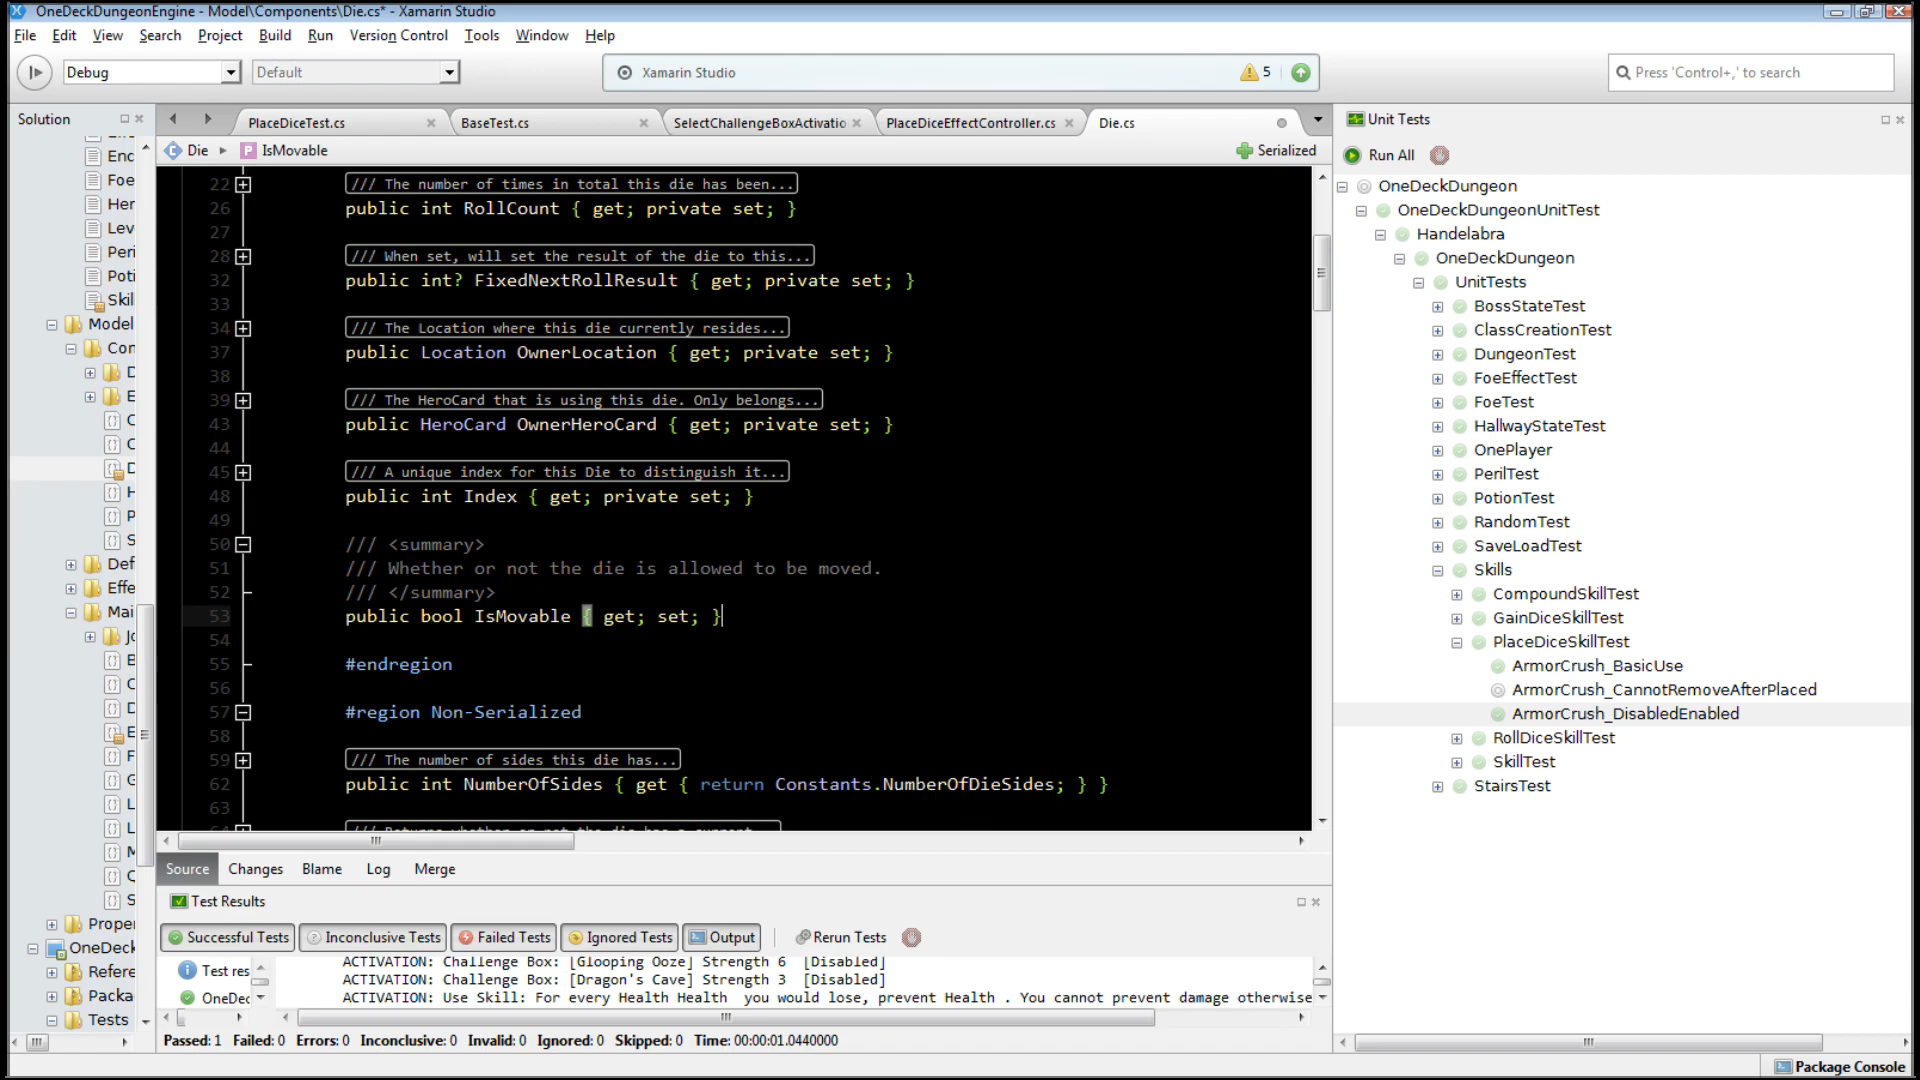 OneDeckDungeonEngine - Model\Components\Die.cs* - Xamarin Studio
File Edit View Search Project Build Run Version Control Tools Window Help
Debug Default Xamarin Studio 5 Press 'Control+,' to search
Solution
Enc
Foe
Her
Lev
Peri
Poti
Skil
Model
Con
D
E
C
C
D
H
P
S
Def
Effe
Mai
Jc
B
C
D
E
F
G
L
L
M
Q
S
Proper
OneDeck
Refere
Packa
Tests
PlaceDiceTest.cs BaseTest.cs SelectChallengeBoxActivatio PlaceDiceEffectController.cs Die.cs
Die IsMovable Serialized
22 /// The number of times in total this die has been...
26 public int RollCount { get; private set; }
27
28 /// When set, will set the result of the die to this...
32 public int? FixedNextRollResult { get; private set; }
33
34 /// The Location where this die currently resides...
37 public Location OwnerLocation { get; private set; }
38
39 /// The HeroCard that is using this die. Only belongs...
43 public HeroCard OwnerHeroCard { get; private set; }
44
45 /// A unique index for this Die to distinguish it...
48 public int Index { get; private set; }
49
50 /// <summary>
51 /// Whether or not the die is allowed to be moved.
52 /// </summary>
53 public bool IsMovable { get; set; }
54
55 #endregion
56
57 #region Non-Serialized
58
59 /// The number of sides this die has...
62 public int NumberOfSides { get { return Constants.NumberOfDieSides; } }
63
Source Changes Blame Log Merge
Test Results
Successful Tests Inconclusive Tests Failed Tests Ignored Tests Output Rerun Tests
Test res
OneDec
ACTIVATION: Challenge Box: [Glooping Ooze] Strength 6 [Disabled]
ACTIVATION: Challenge Box: [Dragon's Cave] Strength 3 [Disabled]
ACTIVATION: Use Skill: For every Health Health you would lose, prevent Health . You cannot prevent damage otherwise
Passed: 1 Failed: 0 Errors: 0 Inconclusive: 0 Invalid: 0 Ignored: 0 Skipped: 0 Time: 00:00:01.0440000
Unit Tests
Run All
OneDeckDungeon
OneDeckDungeonUnitTest
Handelabra
OneDeckDungeon
UnitTests
BossStateTest
ClassCreationTest
DungeonTest
FoeEffectTest
FoeTest
HallwayStateTest
OnePlayer
PerilTest
PotionTest
RandomTest
SaveLoadTest
Skills
CompoundSkillTest
GainDiceSkillTest
PlaceDiceSkillTest
ArmorCrush_BasicUse
ArmorCrush_CannotRemoveAfterPlaced
ArmorCrush_DisabledEnabled
RollDiceSkillTest
SkillTest
StairsTest
Package Console